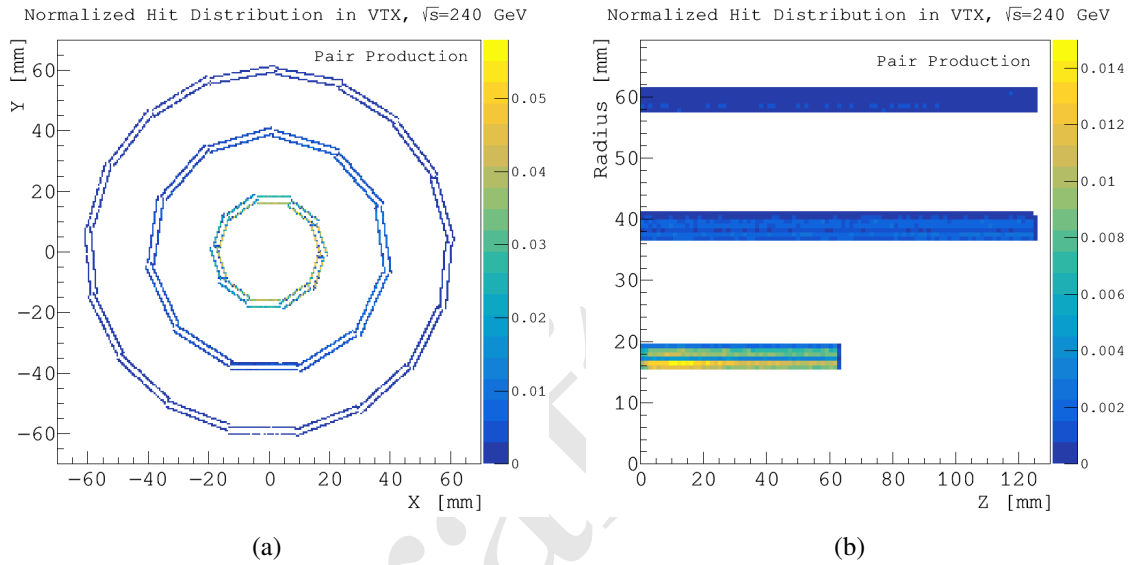 Normalized Hit Distribution in VTX, √s=240 GeV
Pair Production
Y [mm]
60
40
20
0
−20
−40
−60
−60 −40 −20 0 20 40 60
X [mm]
0.05
0.04
0.03
0.02
0.01
0
(a)
Normalized Hit Distribution in VTX, √s=240 GeV
Pair Production
Radius [mm]
60
50
40
30
20
10
0
0 20 40 60 80 100 120
Z [mm]
0.014
0.012
0.010
0.008
0.006
0.004
0.002
0
(b)